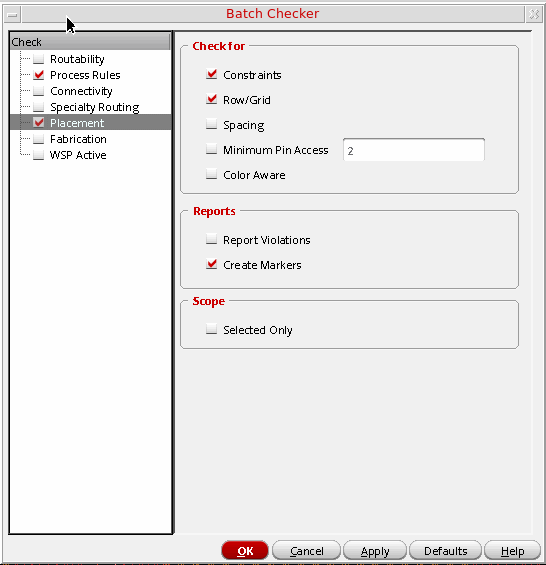 Batch Checker
Check
Routability
Process Rules
Connectivity
Specialty Routing
Placement
Fabrication
WSP Active
Check for
Constraints
Row/Grid
Spacing
Minimum Pin Access 2
Color Aware
Reports
Report Violations
Create Markers
Scope
Selected Only
OK Cancel Apply Defaults Help